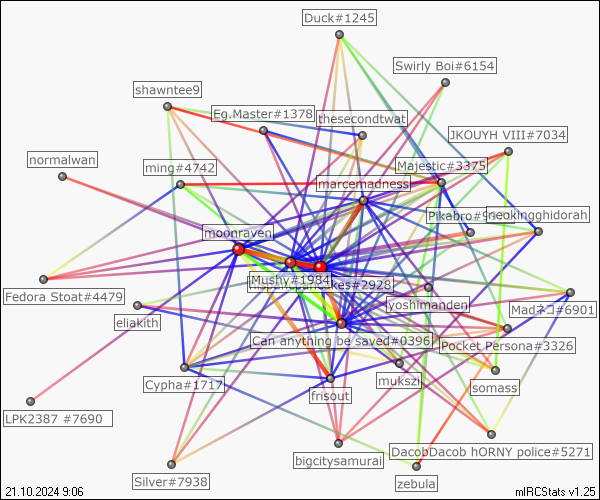 Duck#1245
Swirly Boi#6154
shawntee9
Eg.Master#1378
thesecondtwat
JKOUYH VIII#7034
normalwan
ming#4742
Majestic#3375
marcemadness
Pikabro#9
neokingghidorah
moonraven
Mushy#1984
kes#2928
Fedora Stoat#4479
yoshimanden
Madネコ#6901
eliakith
Can anything be saved#0396
Pocket Persona#3326
Cypha#1717
mukszi
somass
frisout
LPK2387 #7690
DacobDacob hORNY police#5271
bigcitysamurai
Silver#7938
zebula
21.10.2024 9:06
mIRCStats v1.25